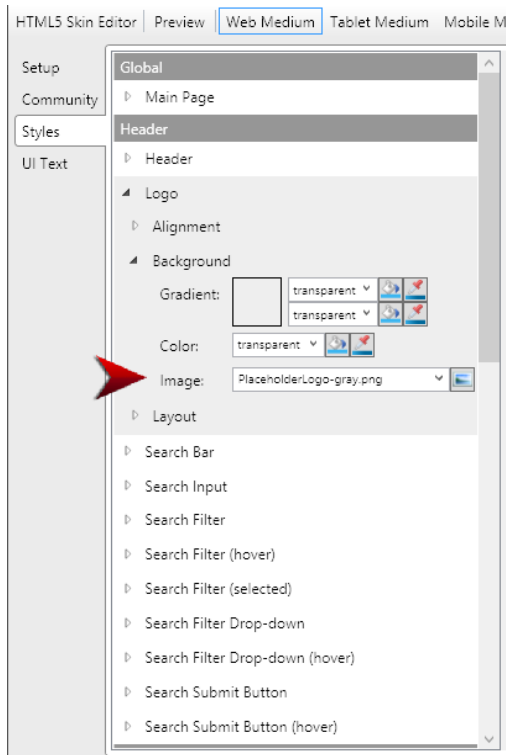 HTML5 Skin Editor Preview Web Medium Tablet Medium Mobile M
Setup
Community
Styles
UI Text
Global
Main Page
Header
Header
Logo
Alignment
Background
Gradient: transparent
transparent
Color: transparent
Image: PlaceholderLogo-gray.png
Layout
Search Bar
Search Input
Search Filter
Search Filter (hover)
Search Filter (selected)
Search Filter Drop-down
Search Filter Drop-down (hover)
Search Submit Button
Search Submit Button (hover)